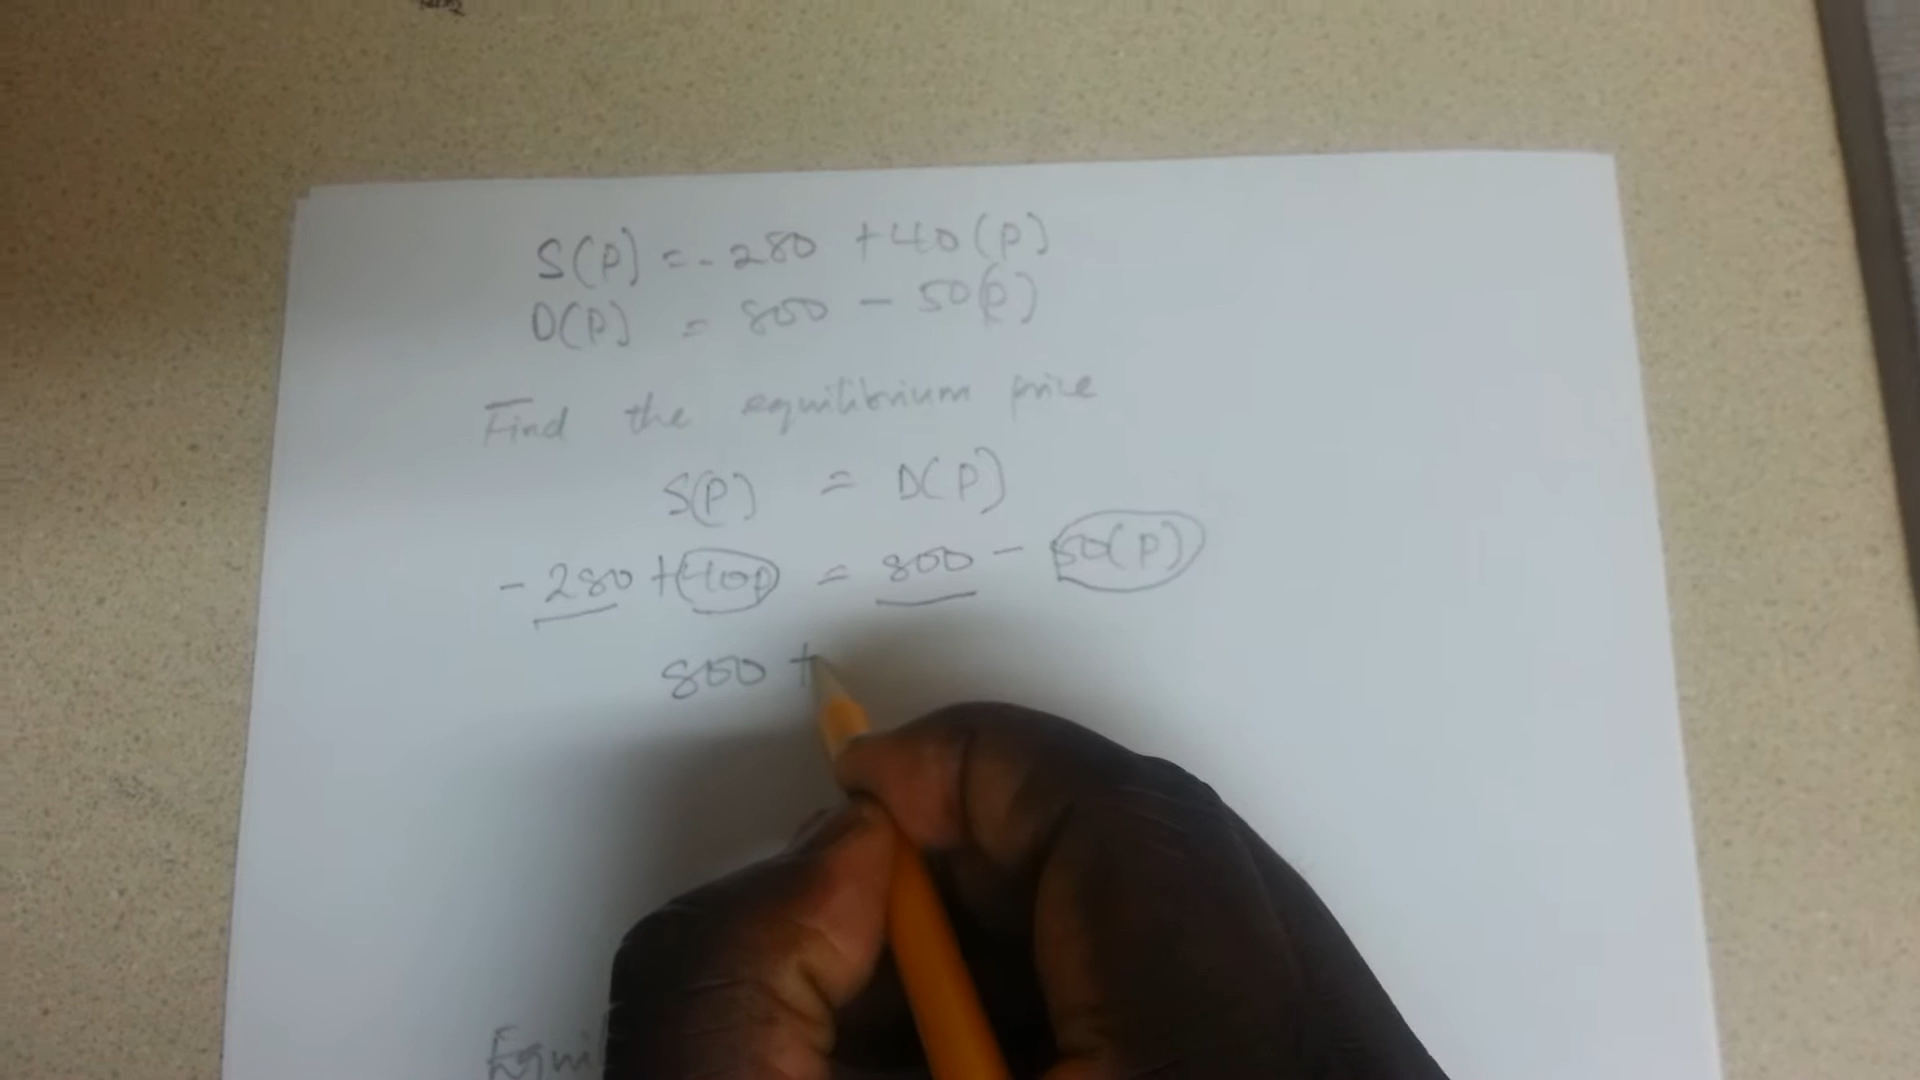 S(P) = - 280 + 40(P)
D(P) = 800 - 50(P)
Find the equilibrium price
S(P) = D(P)
- 280 + 40p = 800 - 50(P)
800 +